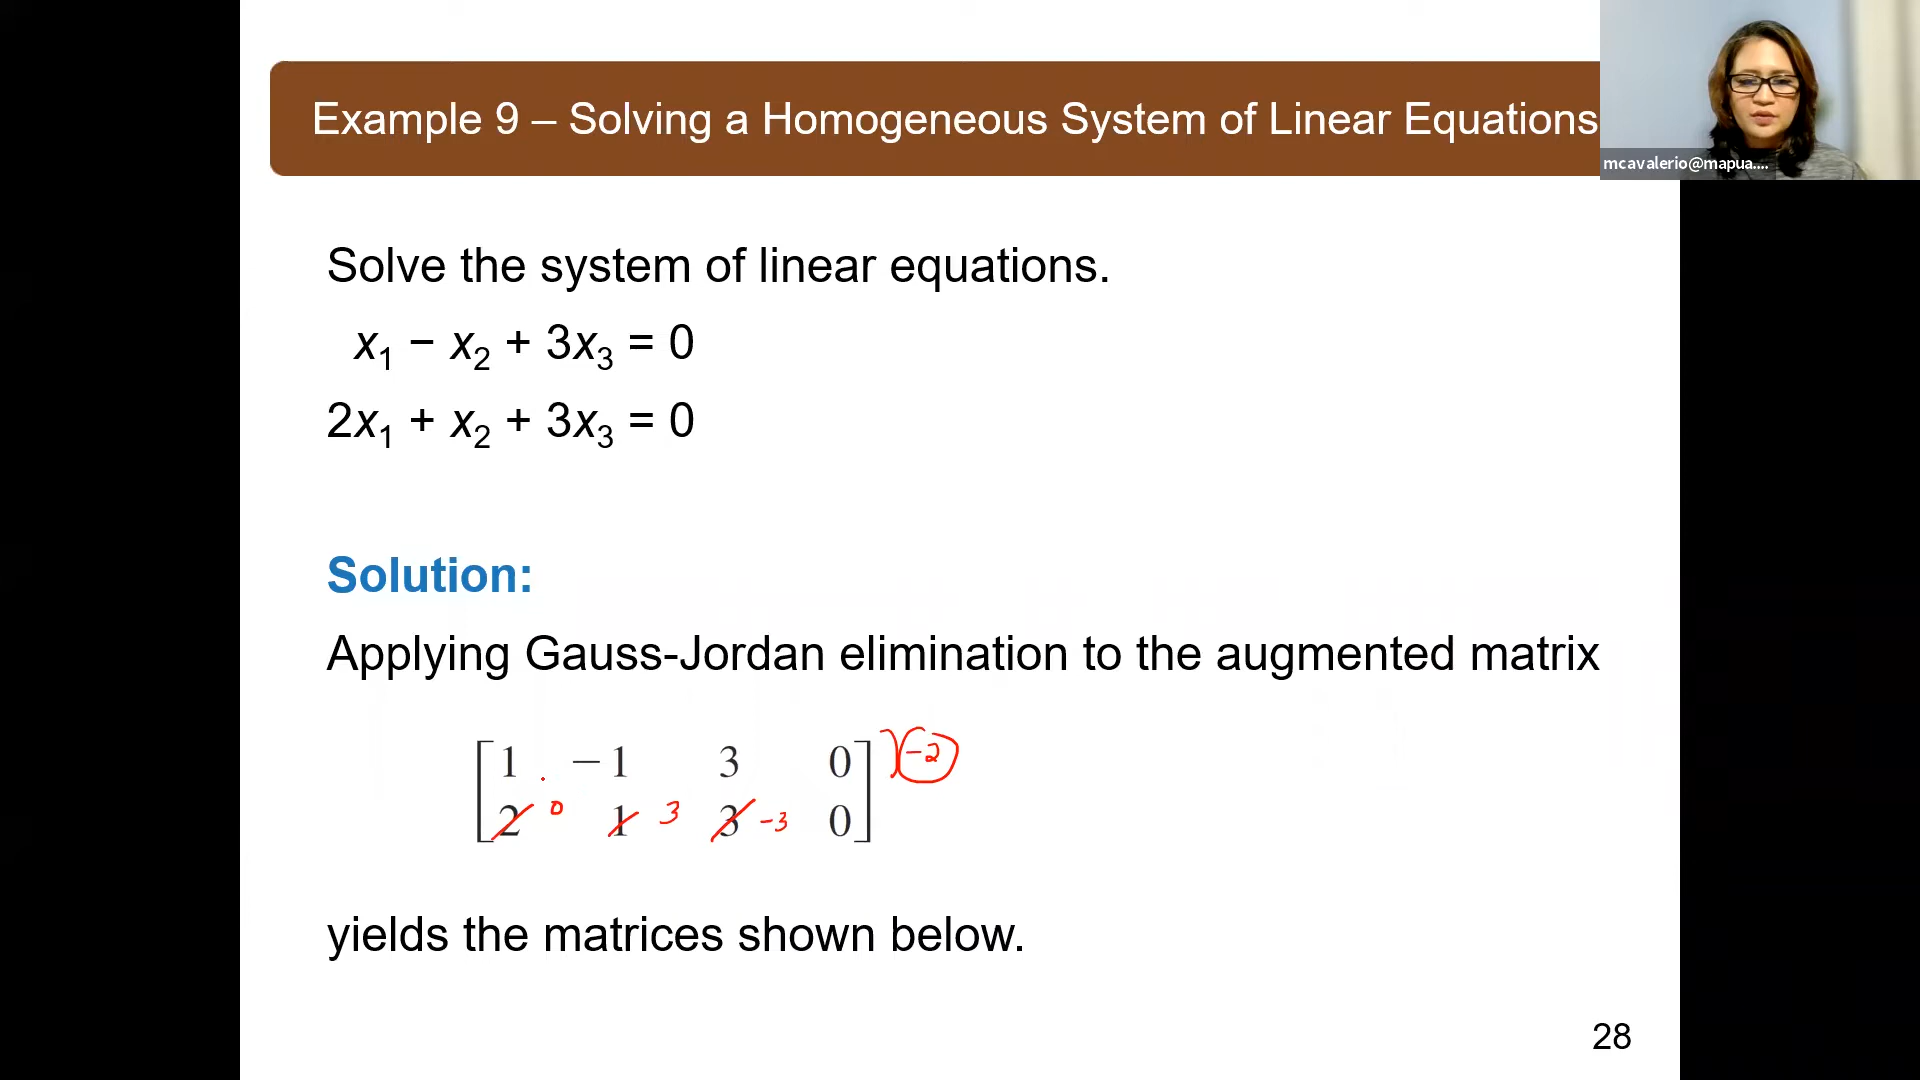 Example 9 – Solving a Homogeneous System of Linear Equations
mcavalerio@mapua....
Solve the system of linear equations.
x₁ − x₂ + 3x₃ = 0
2x₁ + x₂ + 3x₃ = 0
Solution:
Applying Gauss-Jordan elimination to the augmented matrix
1 −1 3 0 ) -2
2 0 1 3 3 -3 0
yields the matrices shown below.
28